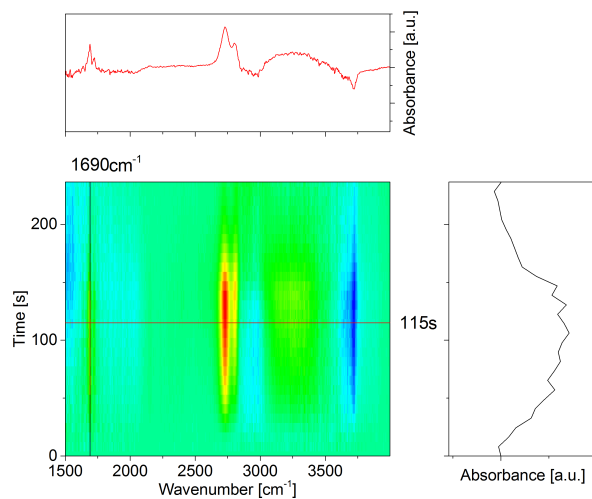 Absorbance [a.u.]
1690cm-1
Time [s]
200
100
0
115s
1500 2000 2500 3000 3500
Wavenumber [cm-1]
Absorbance [a.u.]